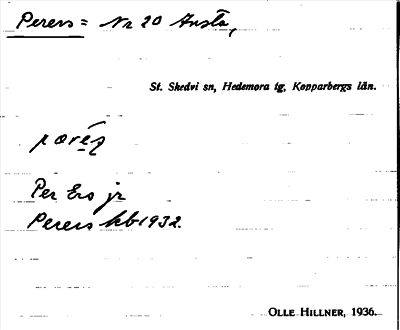 Perers = Nr 20 Ansta,
St. Skedvi sn, Hedemora tg, Kopparbergs län.
Per Ers jr
Perers kb 1932.
OLLE HILLNER, 1936.